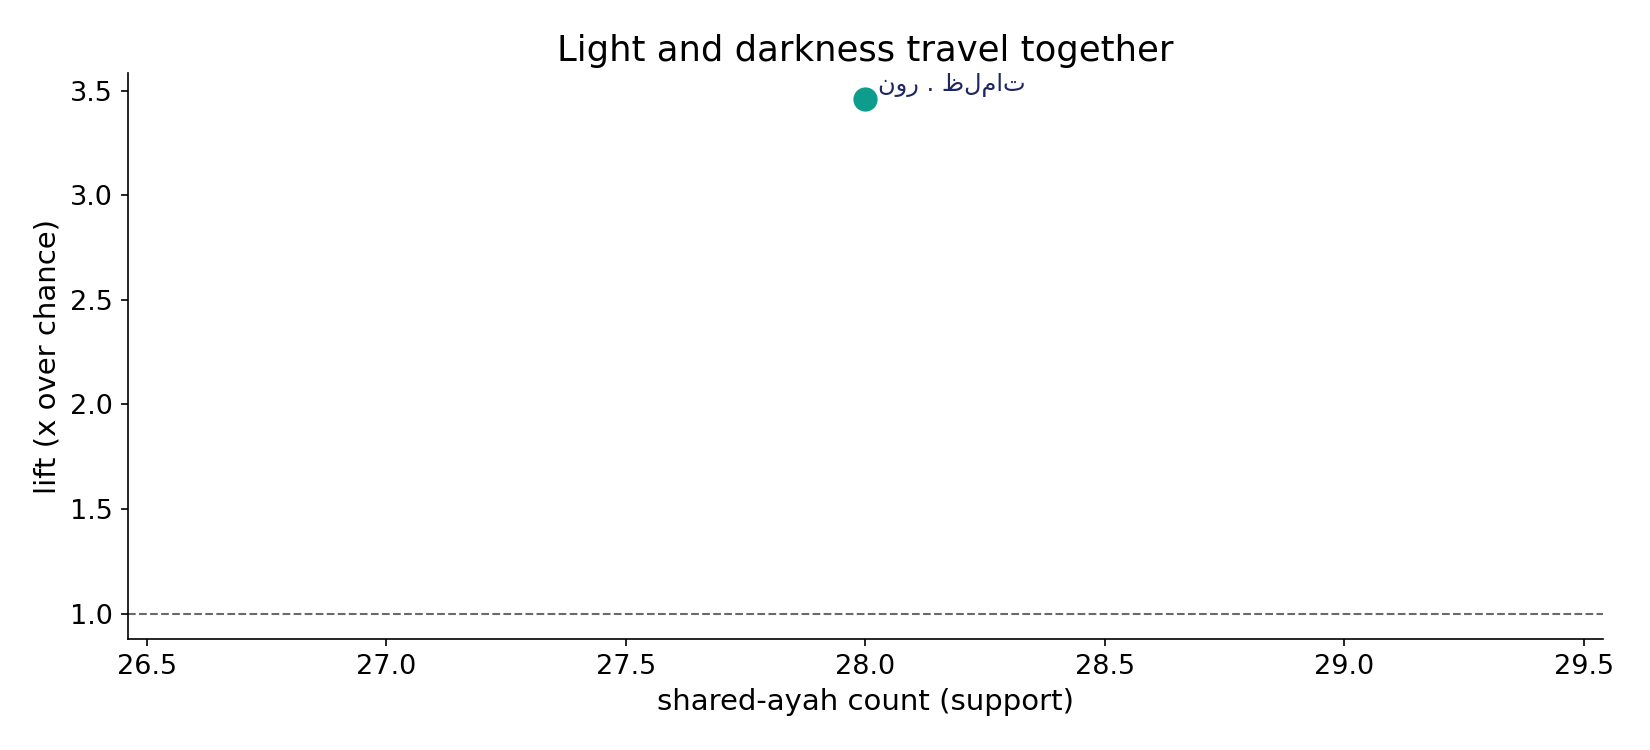 Light and darkness travel together
نور . ظلمات
lift (x over chance)
3.5
3.0
2.5
2.0
1.5
1.0
26.5 27.0 27.5 28.0 28.5 29.0 29.5
shared-ayah count (support)